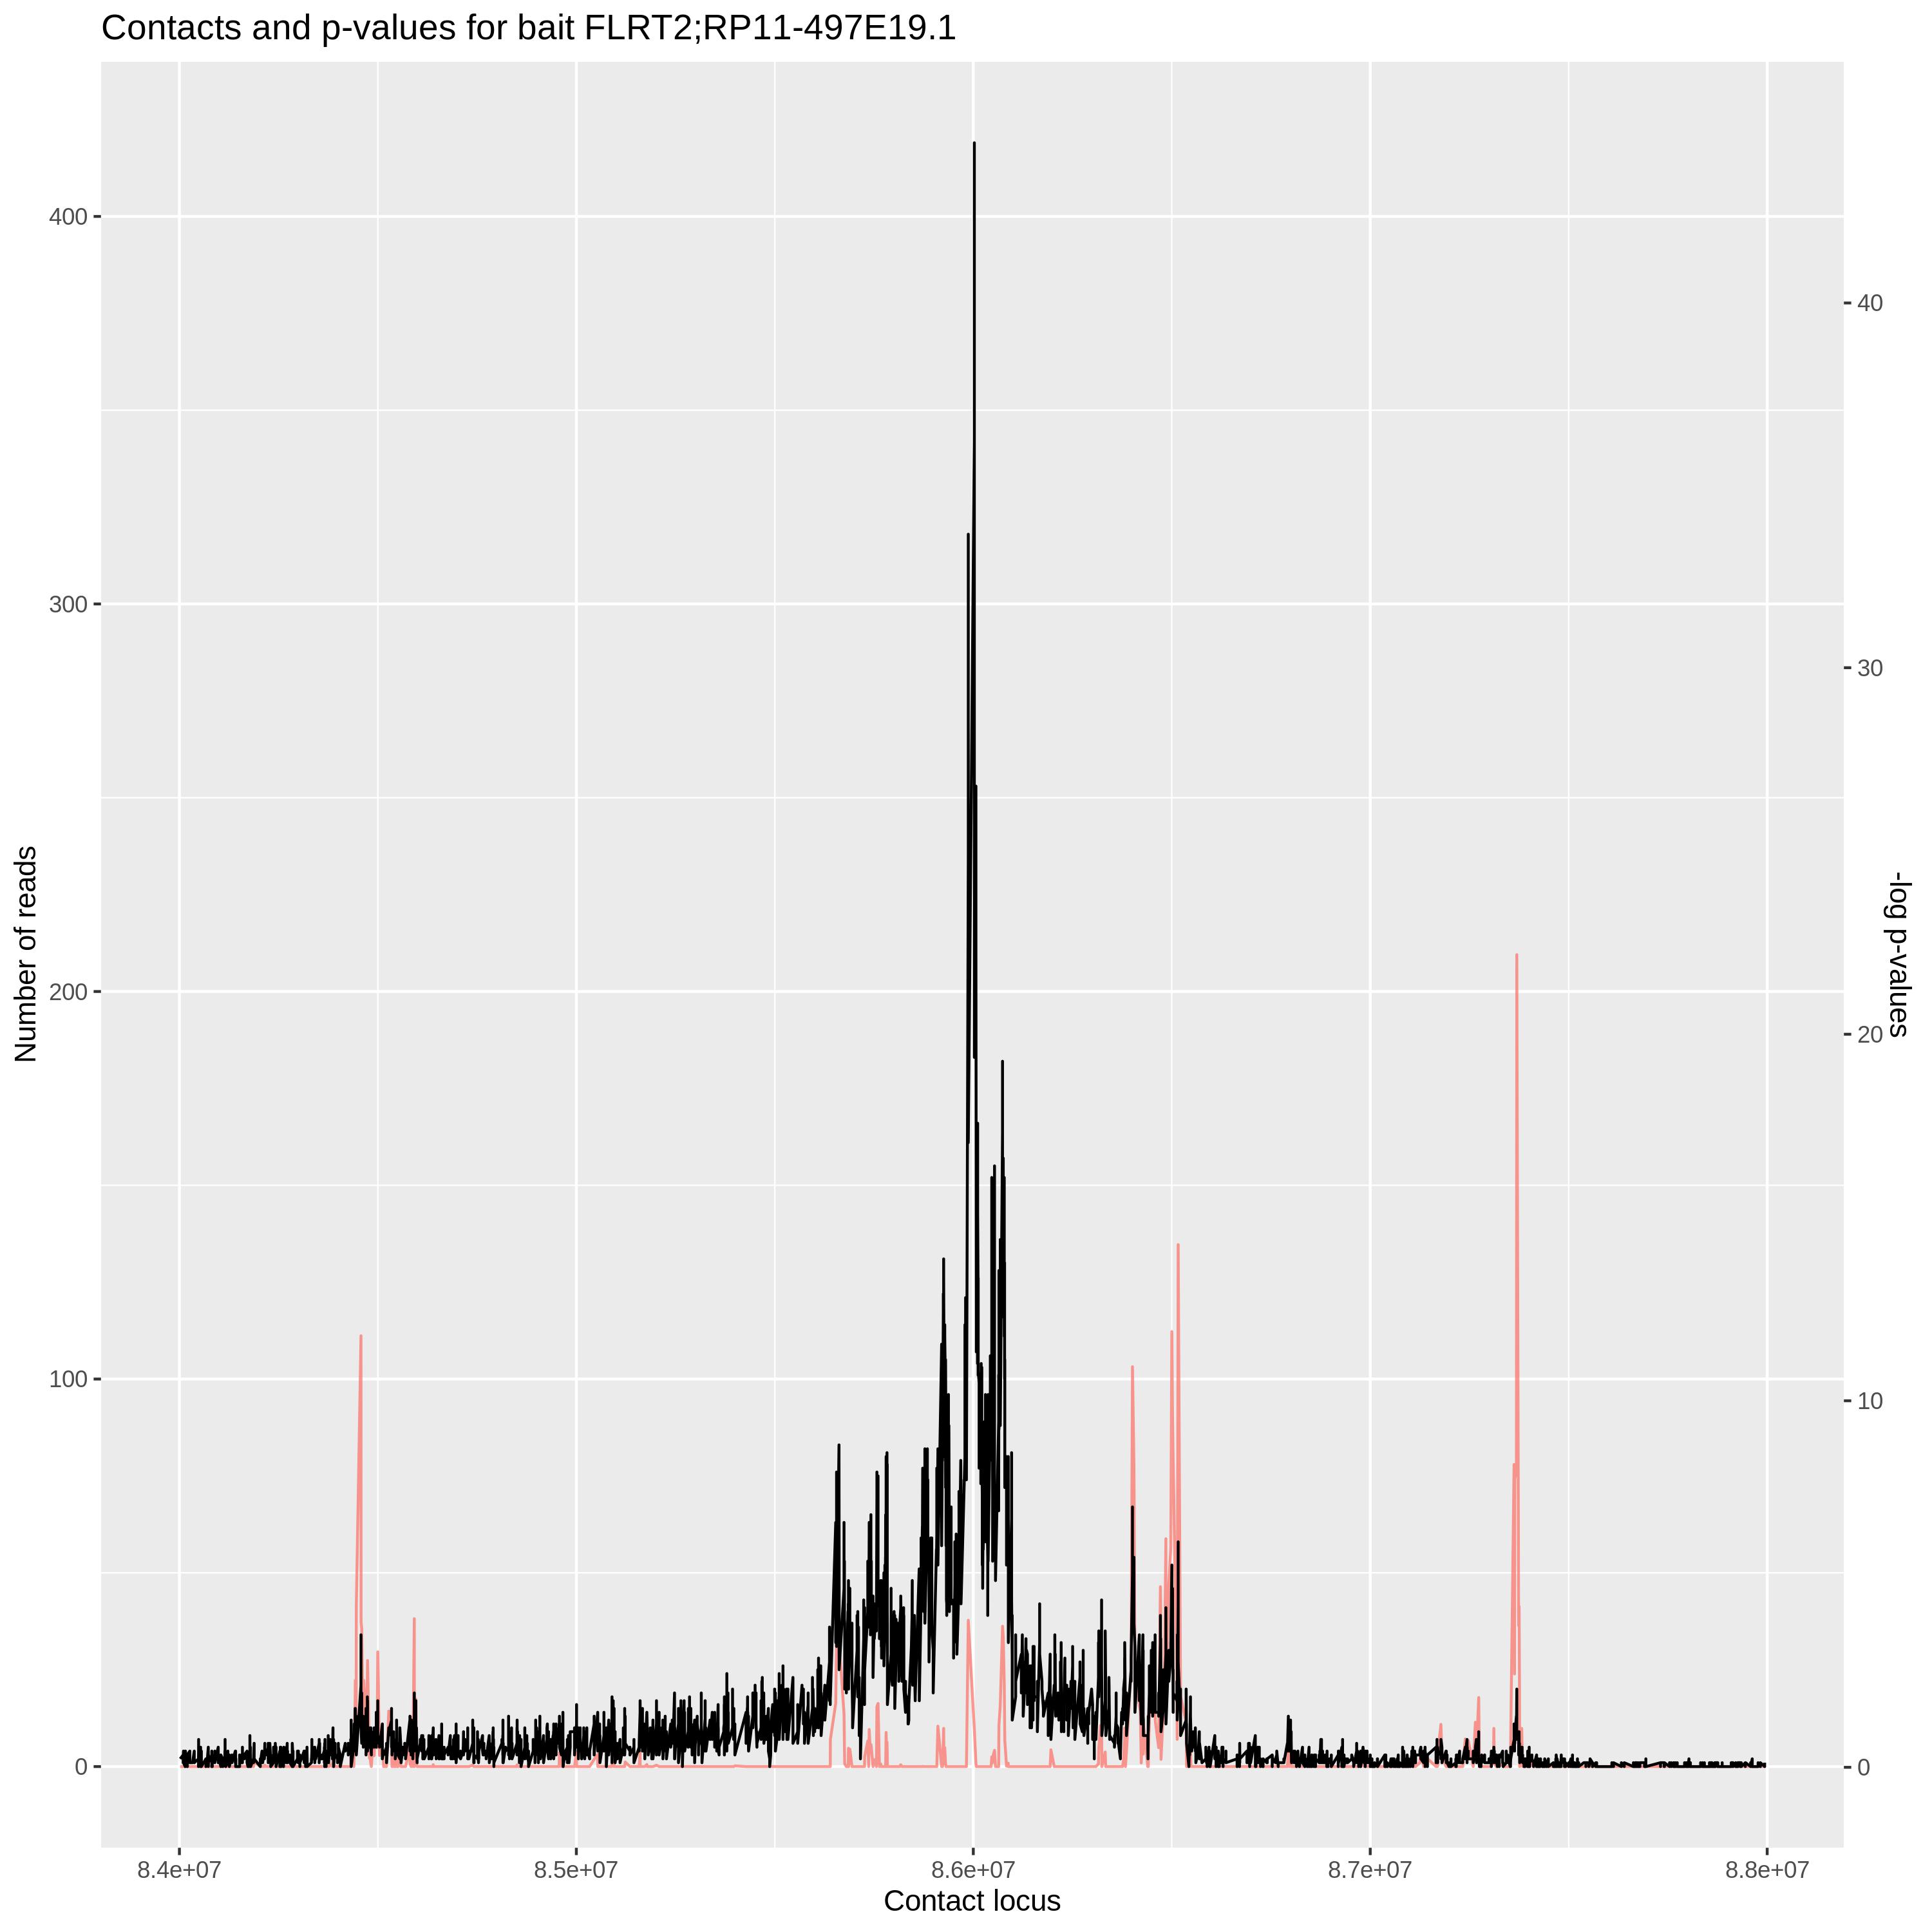 Contacts and p-values for bait FLRT2;RP11-497E19.1
400
300
200
100
0
Number of reads
40
30
20
10
0
-log p-values
8.4e+07
8.5e+07
8.6e+07
8.7e+07
8.8e+07
Contact locus